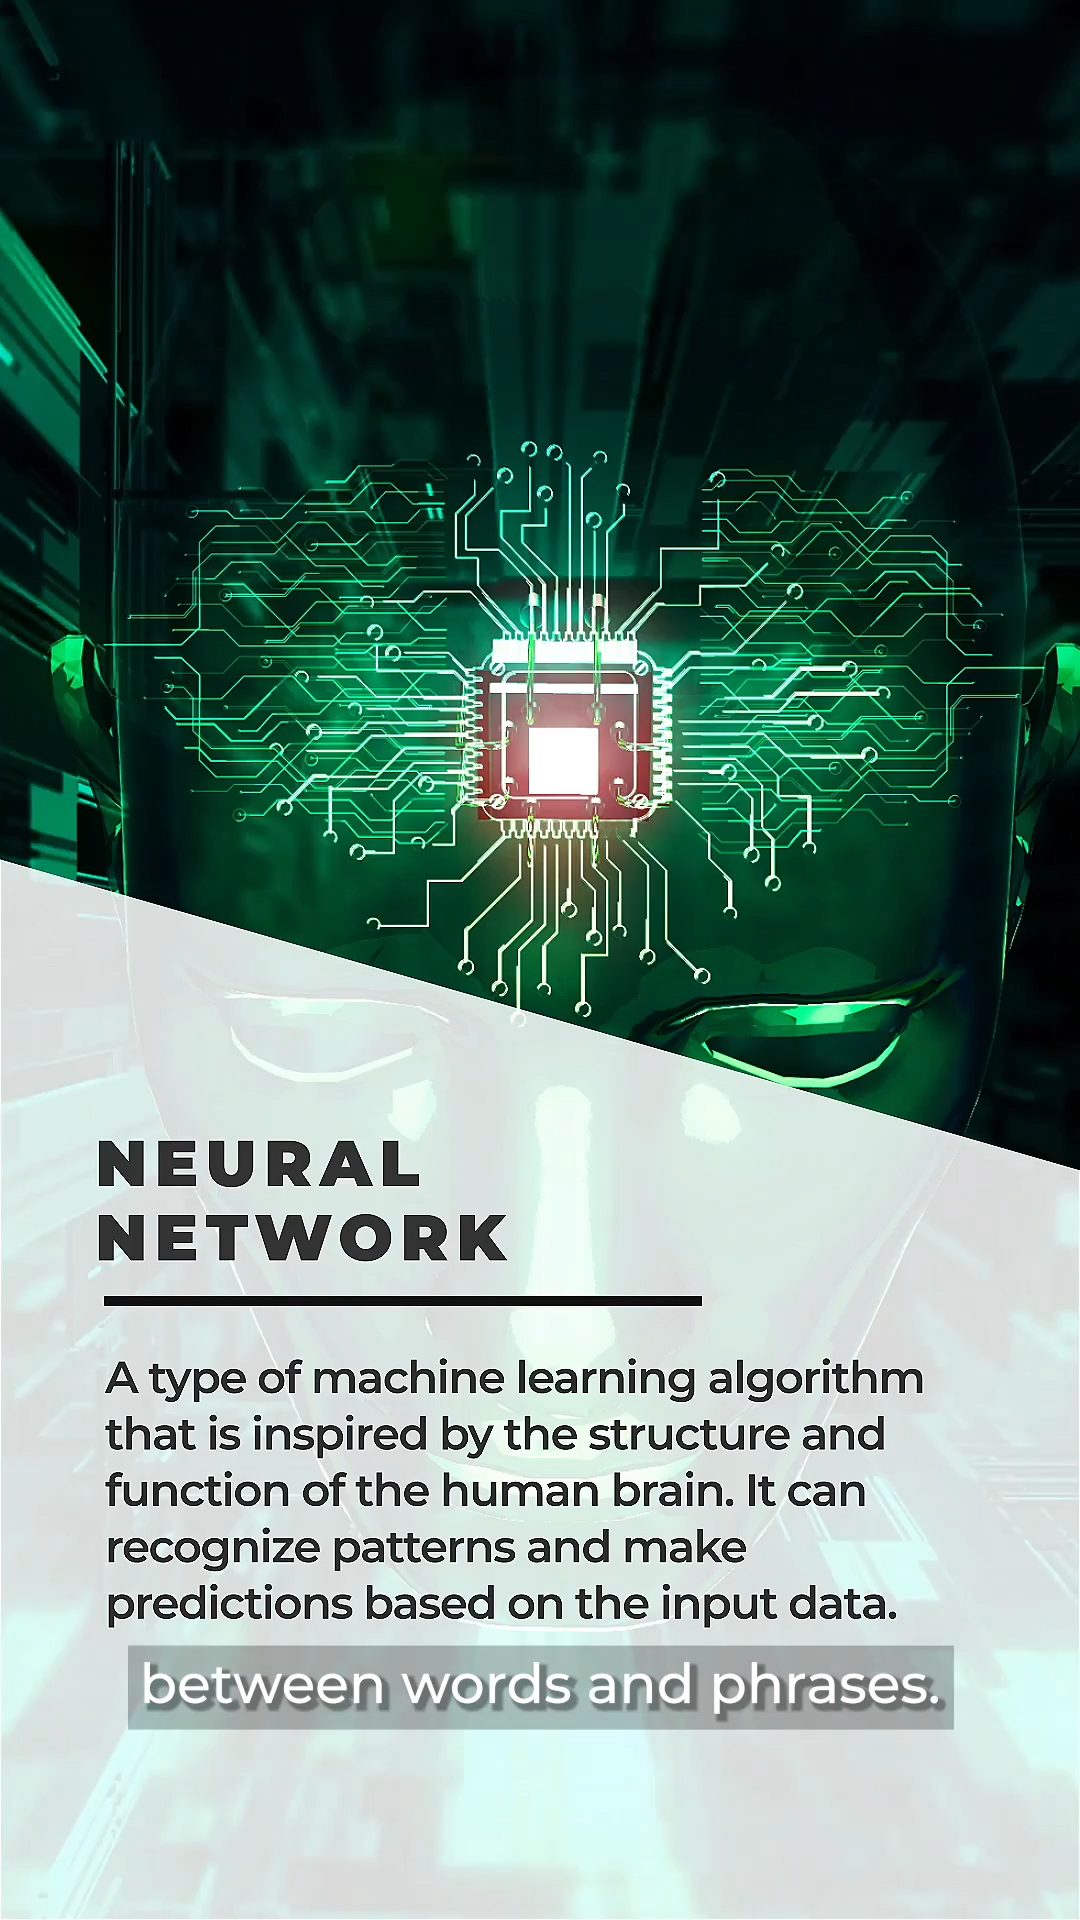 NEURAL
NETWORK
A type of machine learning algorithm
that is inspired by the structure and
function of the human brain. It can
recognize patterns and make
predictions based on the input data.
between words and phrases.